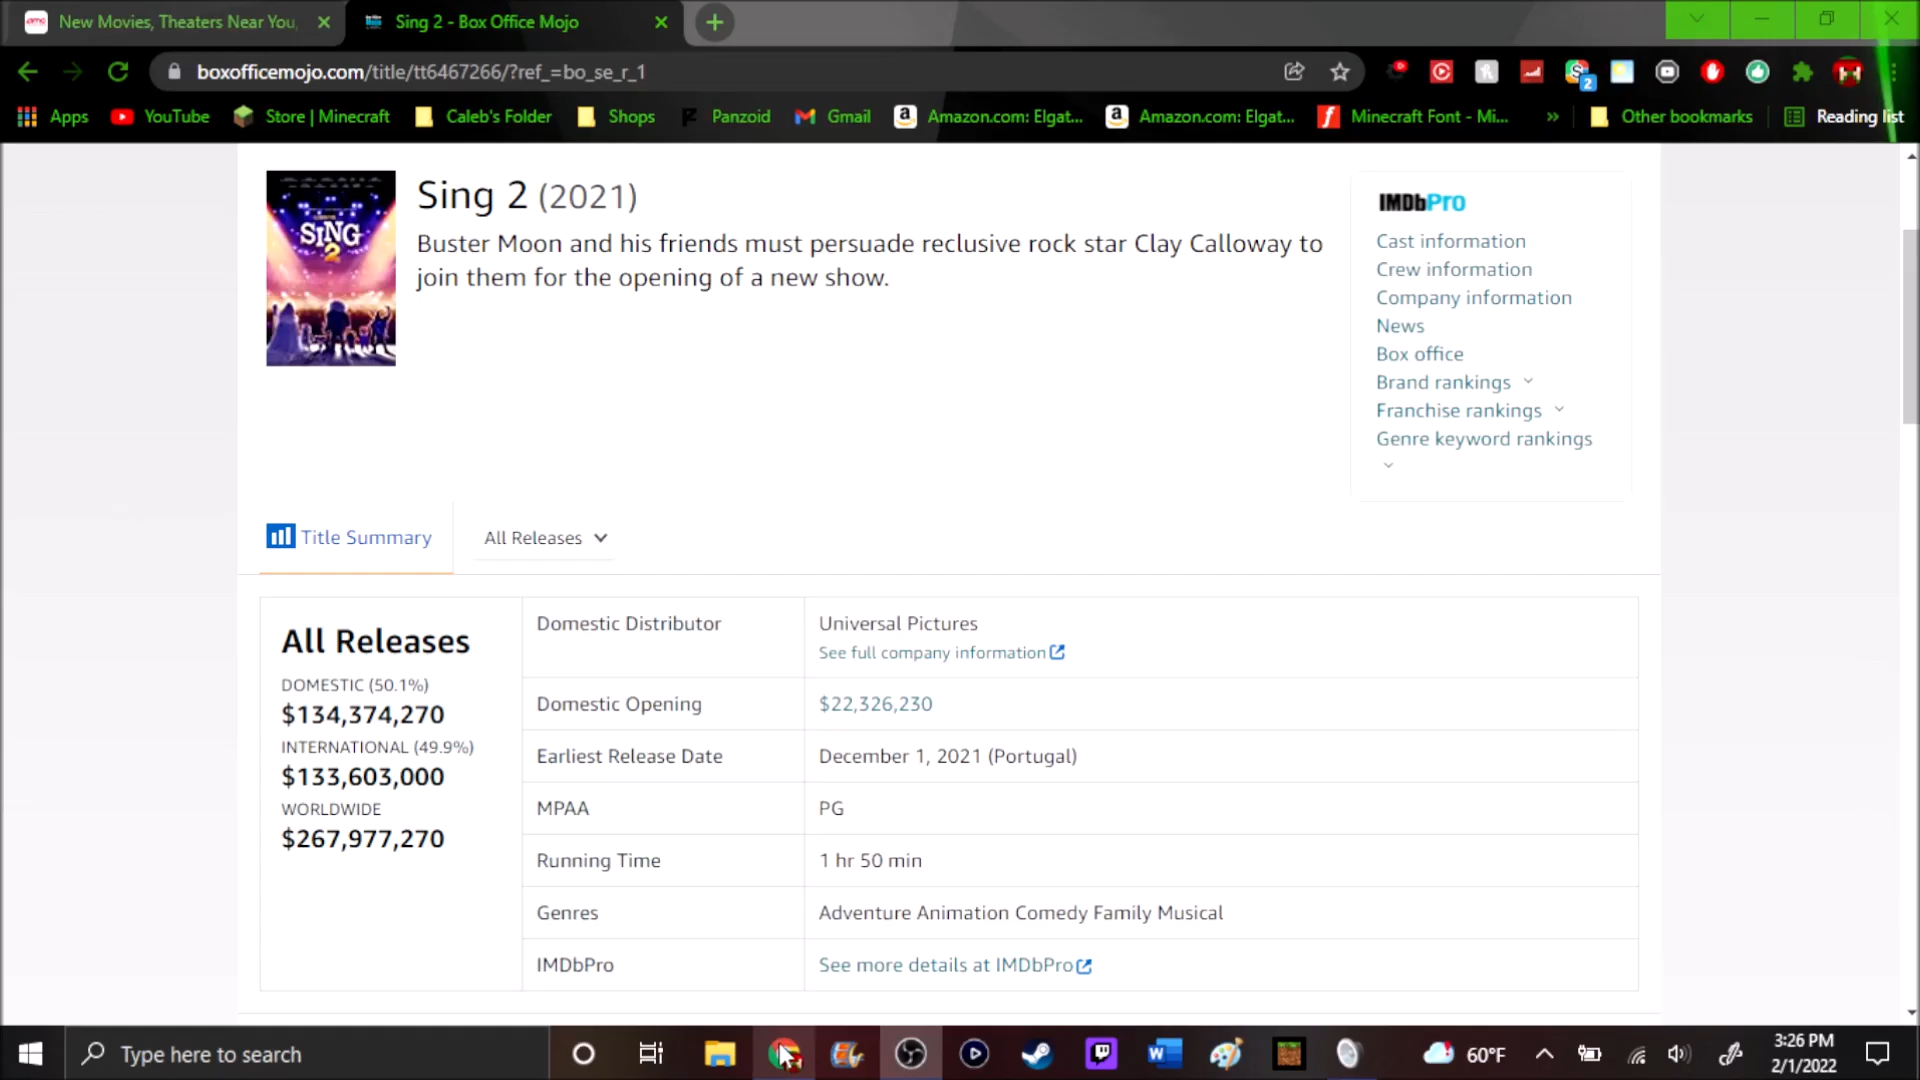 New Movies, Theaters Near You,
Sing 2 - Box Office Mojo
boxofficemojo.com/title/tt6467266/?ref_=bo_se_r_1
2
Apps
YouTube
Store | Minecraft
Caleb's Folder
Shops
Panzoid
Gmail
Amazon.com: Elgat...
Amazon.com: Elgat...
Minecraft Font - Mi...
»
Other bookmarks
Reading list
SING
2
Sing 2 (2021)
Buster Moon and his friends must persuade reclusive rock star Clay Calloway to
join them for the opening of a new show.
IMDbPro
Cast information
Crew information
Company information
News
Box office
Brand rankings
Franchise rankings
Genre keyword rankings
Title Summary
All Releases
All Releases
DOMESTIC (50.1%)
$134,374,270
INTERNATIONAL (49.9%)
$133,603,000
WORLDWIDE
$267,977,270
Domestic Distributor
Universal Pictures
See full company information
Domestic Opening
$22,326,230
Earliest Release Date
December 1, 2021 (Portugal)
MPAA
PG
Running Time
1 hr 50 min
Genres
Adventure Animation Comedy Family Musical
IMDbPro
See more details at IMDbPro
Type here to search
60°F
3:26 PM
2/1/2022